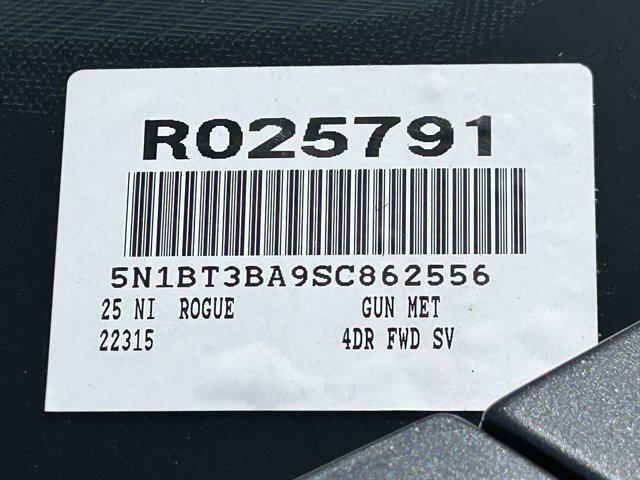 R025791
5N1BT3BA9SC862556
25 NI ROGUE GUN MET
22315 4DR FWD SV